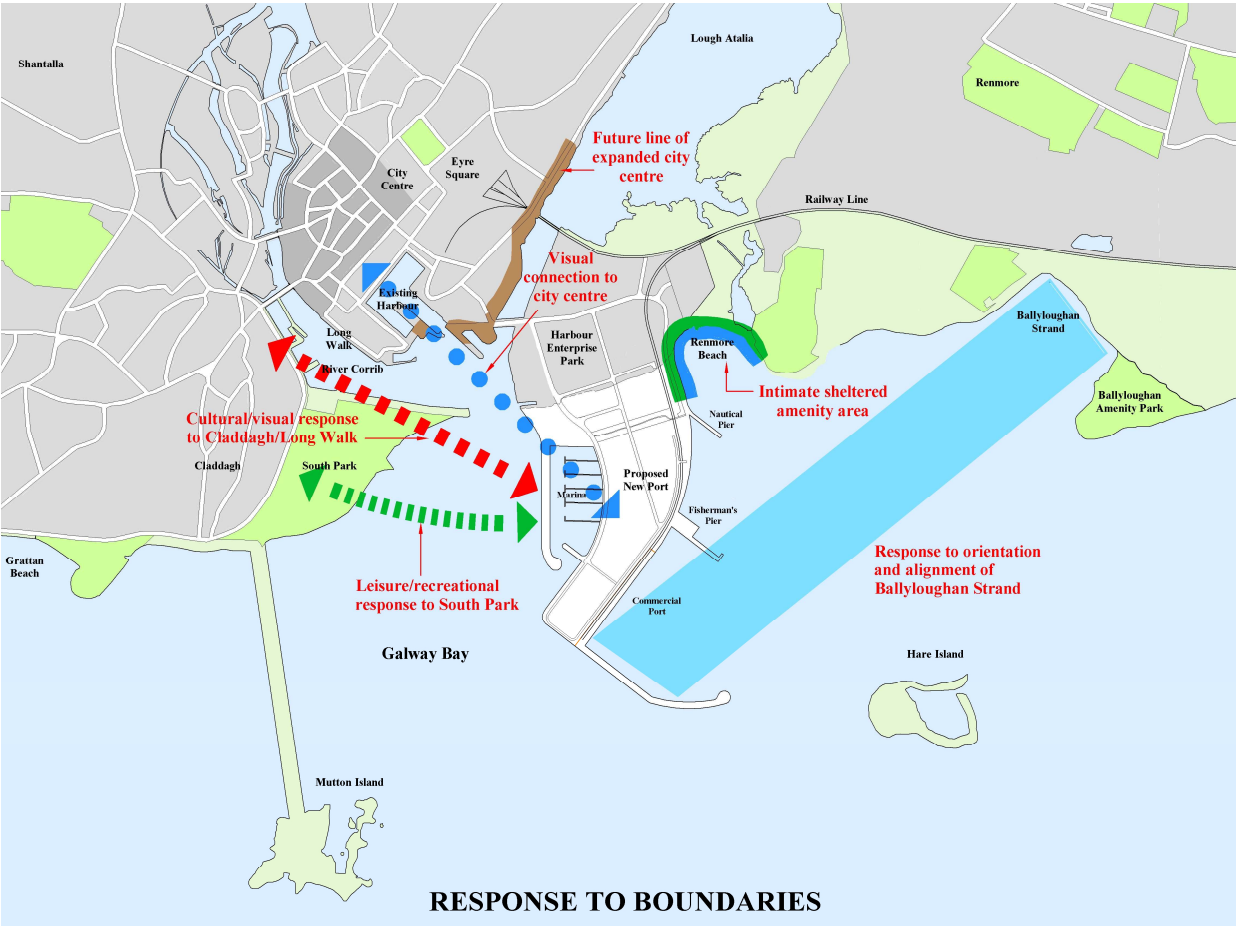 Lough Atalia
Shantalla
Renmore
Future line of
expanded city
centre
Eyre
Square
City
Centre
Railway Line
Visual
connection to
city centre
Existing
Harbour
Ballyloughan
Strand
Long
Walk
Harbour
Enterprise
Park
Renmore
Beach
River Corrib
Intimate sheltered
amenity area
Ballyloughan
Amenity Park
Nautical
Pier
Cultural/visual response
to Claddagh/Long Walk
Claddagh
South Park
Proposed
New Port
Marina
Fisherman's
Pier
Grattan
Beach
Response to orientation
and alignment of
Ballyloughan Strand
Leisure/recreational
response to South Park
Commercial
Port
Galway Bay
Hare Island
Mutton Island
RESPONSE TO BOUNDARIES